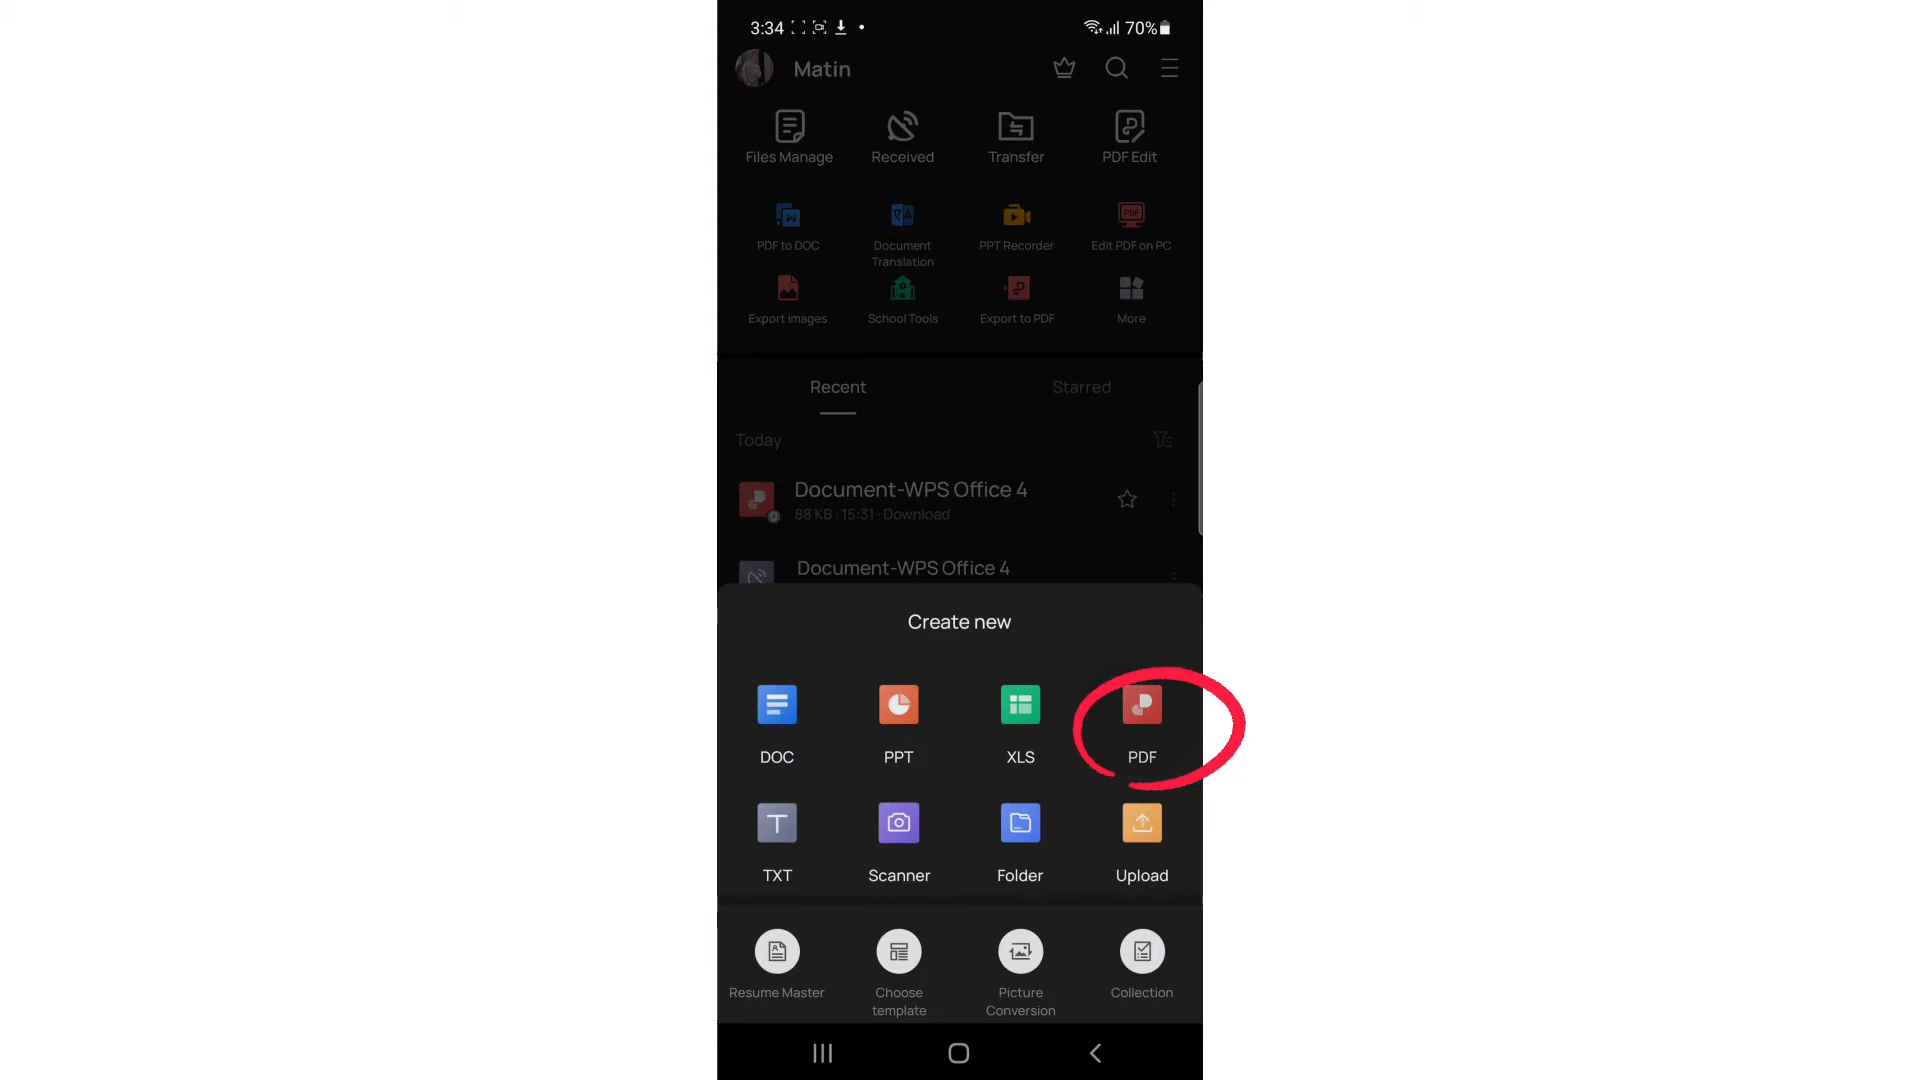 3:34 70%
Matin
Files Manage Received Transfer PDF Edit
PDF to DOC Document Translation PPT Recorder Edit PDF on PC
Export images School Tools Export to PDF More
Recent Starred
Today
Document-WPS Office 4
88 KB · 15:31 · Download
Document-WPS Office 4
Create new
DOC PPT XLS PDF
TXT Scanner Folder Upload
Resume Master Choose template Picture Conversion Collection